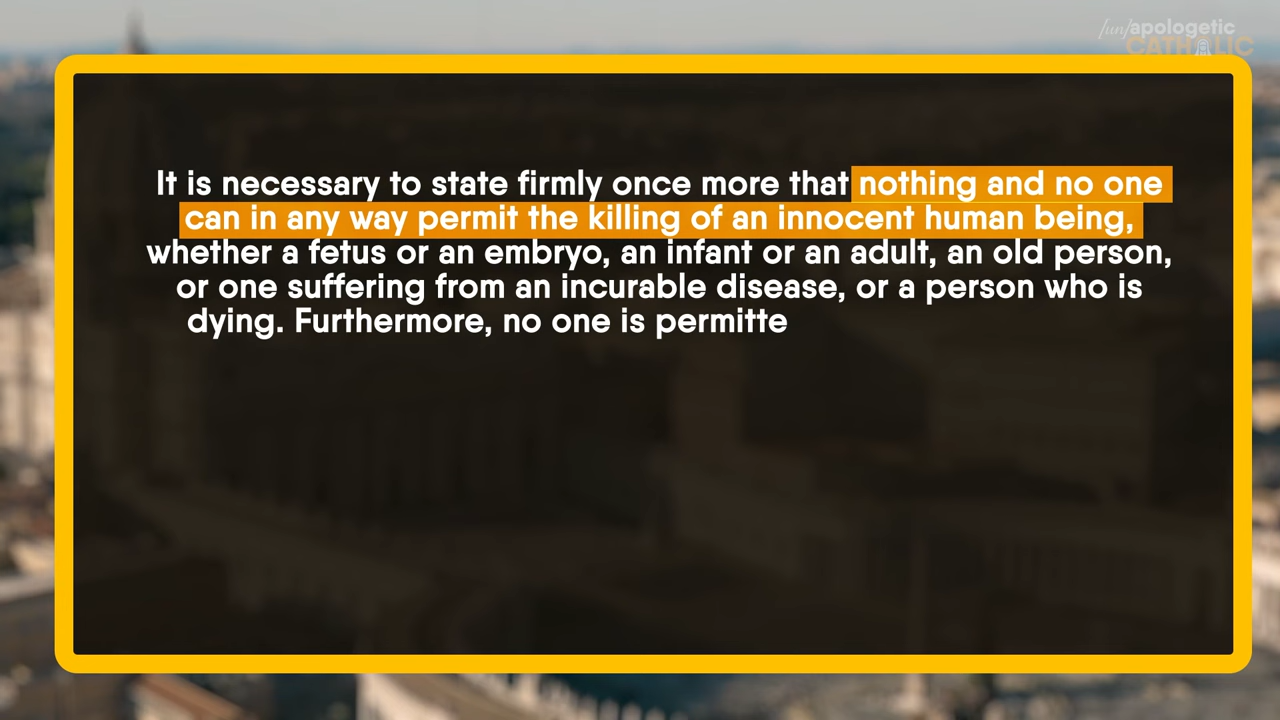 [un]apologetic
CATHOLIC
It is necessary to state firmly once more that nothing and no one
can in any way permit the killing of an innocent human being,
whether a fetus or an embryo, an infant or an adult, an old person,
or one suffering from an incurable disease, or a person who is
dying. Furthermore, no one is permitte